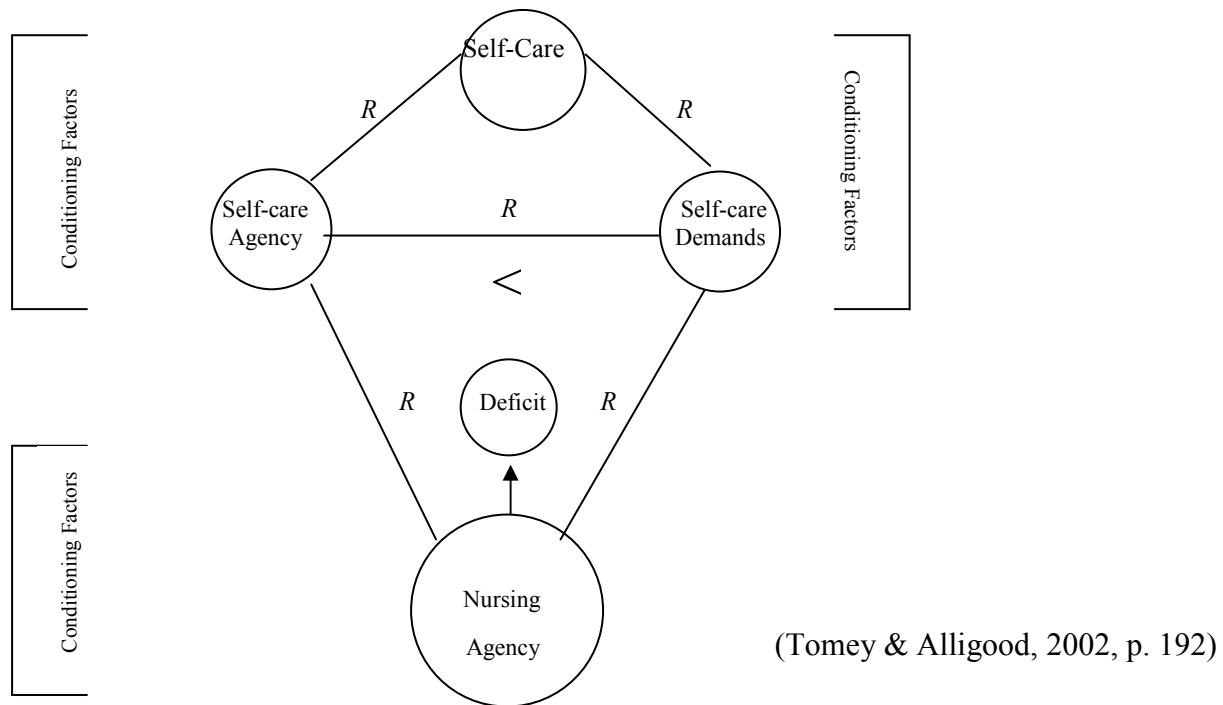 Self-Care
Conditioning Factors
R
R
Conditioning Factors
Self-care
Agency
R
Self-care
Demands
<
R
Deficit
R
Conditioning Factors
Nursing
Agency
(Tomey & Alligood, 2002, p. 192)